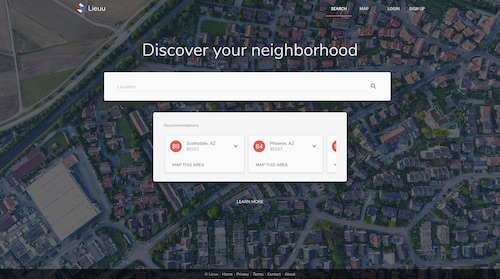 Lieuu
SEARCH MAP LOGIN SIGN UP
Discover your neighborhood
Location
Recommendations
89 Scottsdale, AZ
85251
MAP THIS AREA
84 Phoenix, AZ
85257
MAP THIS AREA
LEARN MORE
© Lieuu · Home · Privacy · Terms · Contact · About